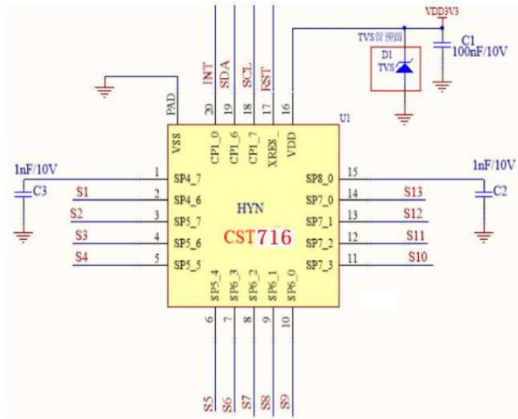 VDD3V3
TVS管预留
D1
TVS
C1
100nF/10V
INT
SDA
SCL
RST
PAD
20
19
18
17
16
U1
VSS
CP1_0
CP1_6
CP1_7
XRES_
VDD
1nF/10V
C3
1
SP4_7
S1
2
SP4_6
S2
3
SP5_7
S3
4
SP5_6
S4
5
SP5_5
HYN
CST716
SP8_0
15
1nF/10V
C2
SP7_0
14
S13
SP7_1
13
S12
SP7_2
12
S11
SP7_3
11
S10
SP5_4
SP6_3
SP6_2
SP6_1
SP6_0
6
7
8
9
10
S5
S6
S7
S8
S9